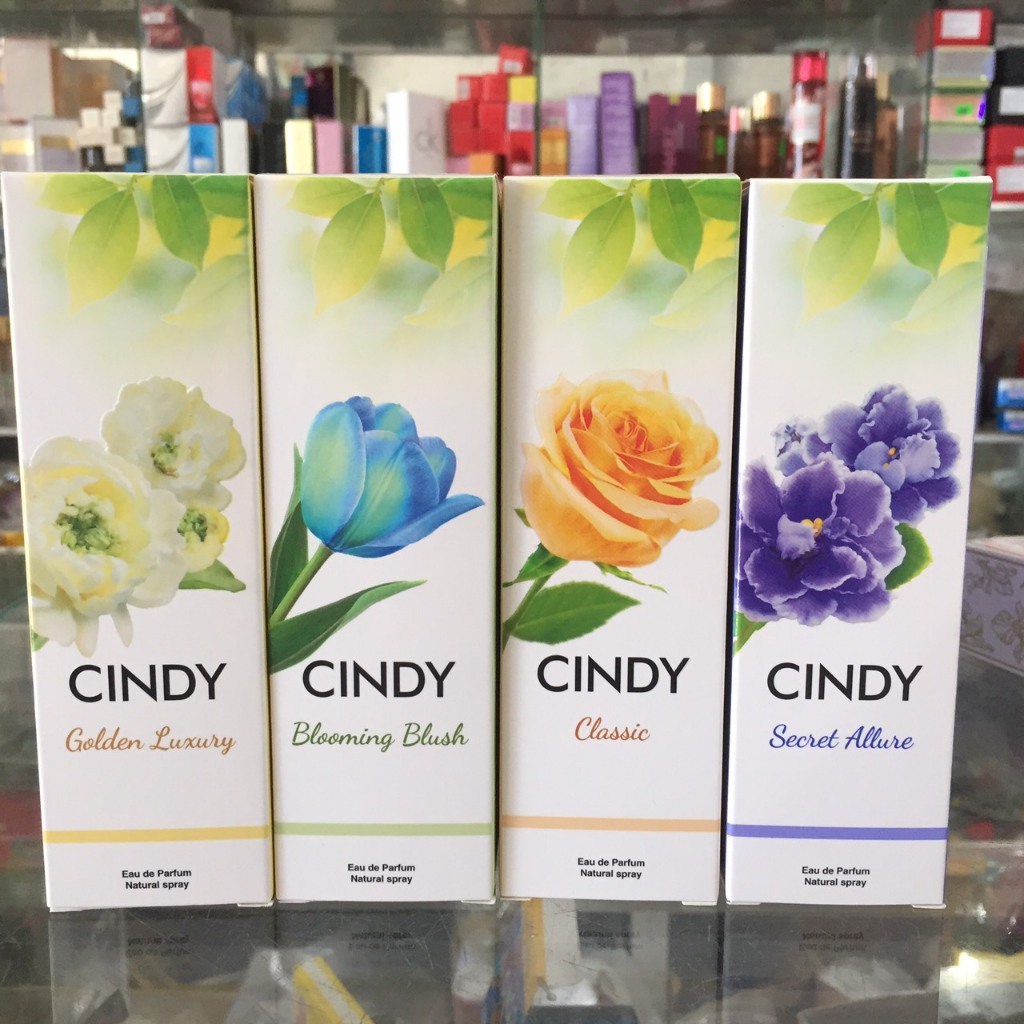 CINDY
Golden Luxury
Eau de Parfum
Natural spray
CINDY
Blooming Blush
Eau de Parfum
Natural spray
CINDY
Classic
Eau de Parfum
Natural spray
CINDY
Secret Allure
Eau de Parfum
Natural spray